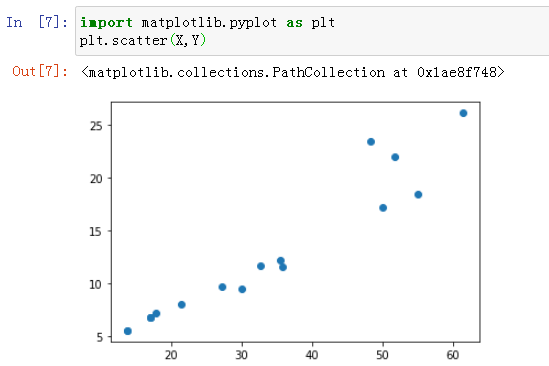 In [7]: import matplotlib.pyplot as plt
plt.scatter(X,Y)
Out[7]: <matplotlib.collections.PathCollection at 0x1ae8f748>
25
20
15
10
5
20 30 40 50 60